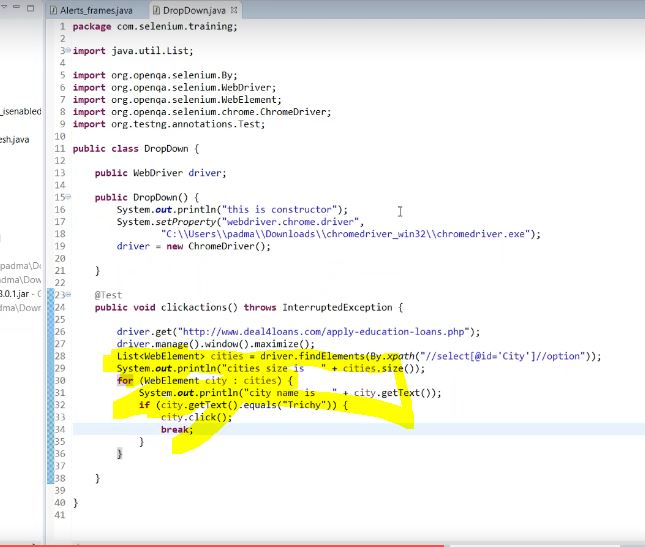 Alerts_frames.java
DropDown.java
1 package com.selenium.training;
2
3 import java.util.List;
4
5 import org.openqa.selenium.By;
6 import org.openqa.selenium.WebDriver;
7 import org.openqa.selenium.WebElement;
8 import org.openqa.selenium.chrome.ChromeDriver;
9 import org.testng.annotations.Test;
10
11 public class DropDown {
12
13 public WebDriver driver;
14
15 public DropDown() {
16 System.out.println("this is constructor");
17 System.setProperty("webdriver.chrome.driver",
18 "C:\\Users\\padma\\Downloads\\chromedriver_win32\\chromedriver.exe");
19 driver = new ChromeDriver();
20
21 }
22
23 @Test
24 public void clickactions() throws InterruptedException {
25
26 driver.get("http://www.deal4loans.com/apply-education-loans.php");
27 driver.manage().window().maximize();
28 List<WebElement> cities = driver.findElements(By.xpath("//select[@id='City']//option"));
29 System.out.println("cities size is   " + cities.size());
30 for (WebElement city : cities) {
31 System.out.println("city name is   " + city.getText());
32 if (city.getText().equals("Trichy")) {
33 city.click();
34 break;
35 }
36 }
37
38 }
39
40 }
41
_isenabled
esh.java
padma\Do
adma\Dow
3.0.1.jar - C
dma\Down